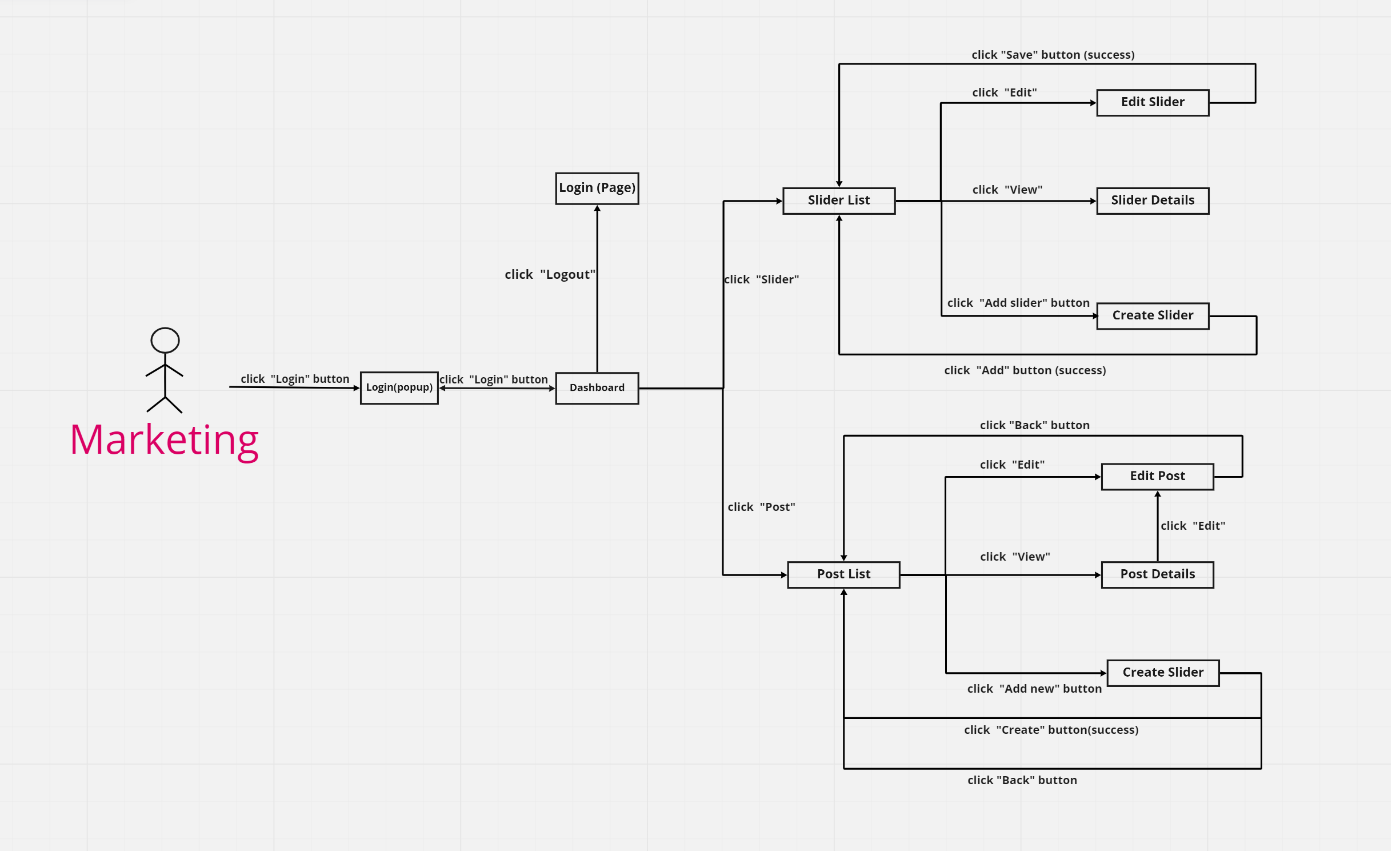 click "Save" button (success)
click "Edit"
Edit Slider
Login (Page)
click "View"
Slider List
Slider Details
click "Logout"
click "Slider"
click "Add slider" button
Create Slider
click "Add" button (success)
click "Login" button
Login(popup)
click "Login" button
Dashboard
Marketing
click "Back" button
click "Edit"
Edit Post
click "Post"
click "Edit"
click "View"
Post List
Post Details
Create Slider
click "Add new" button
click "Create" button(success)
click "Back" button